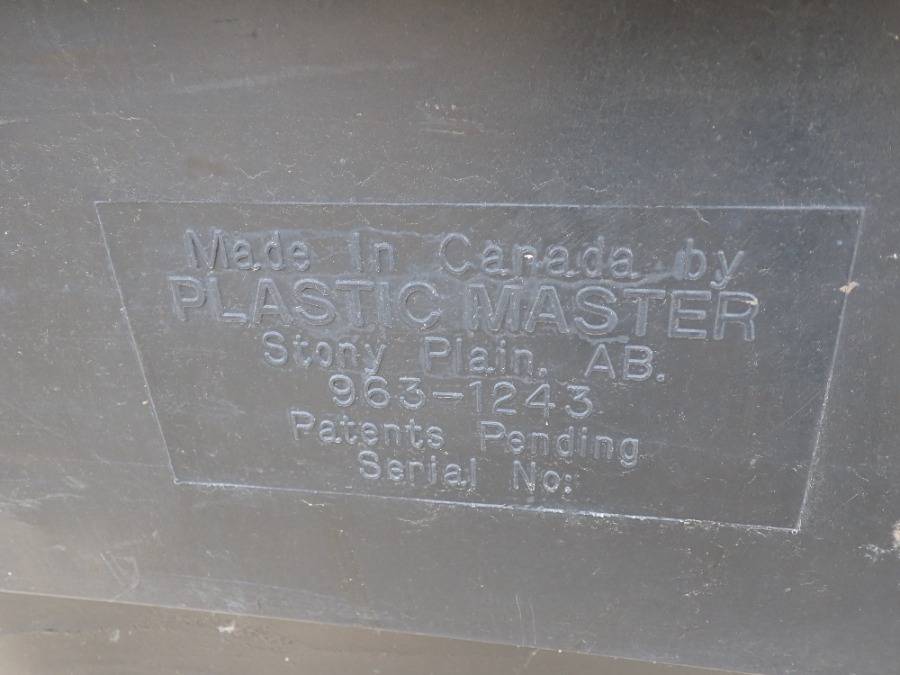 Made In Canada by
PLASTIC MASTER
Stony Plain, AB.
963-1243
Patents Pending
Serial No: